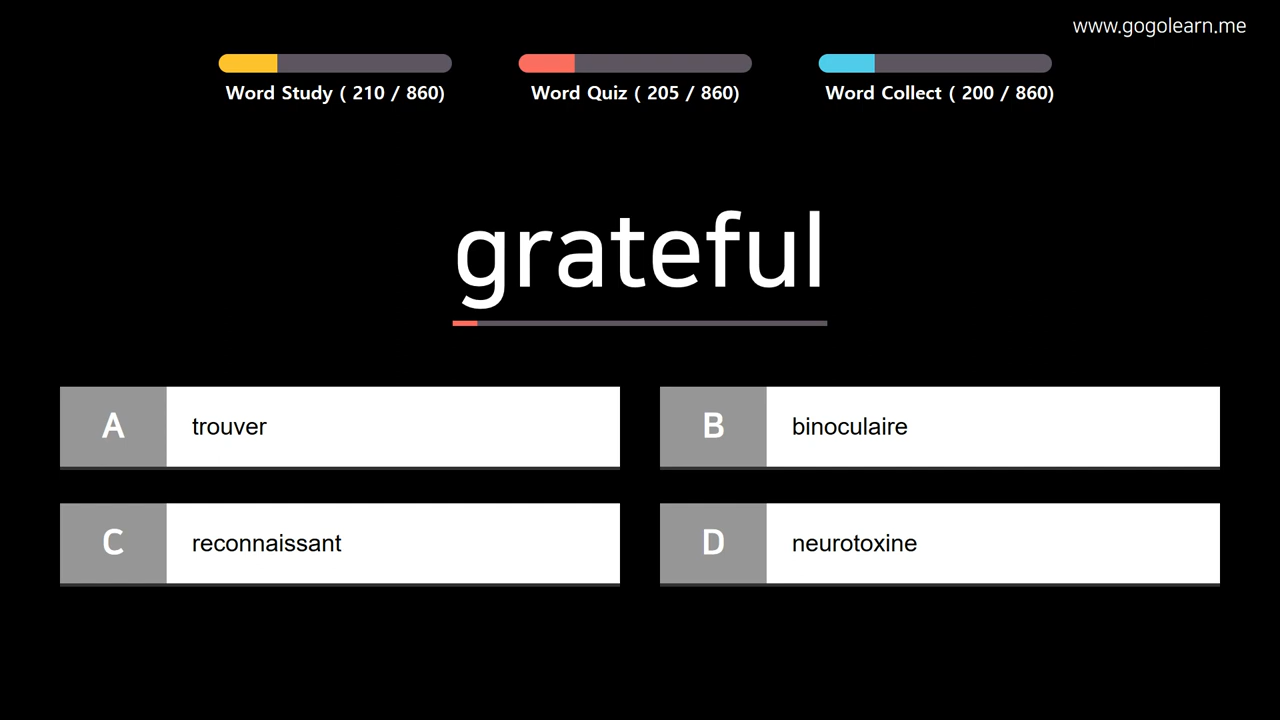 www.gogolearn.me
Word Study ( 210 / 860)
Word Quiz ( 205 / 860)
Word Collect ( 200 / 860)
grateful
A trouver
B binoculaire
C reconnaissant
D neurotoxine